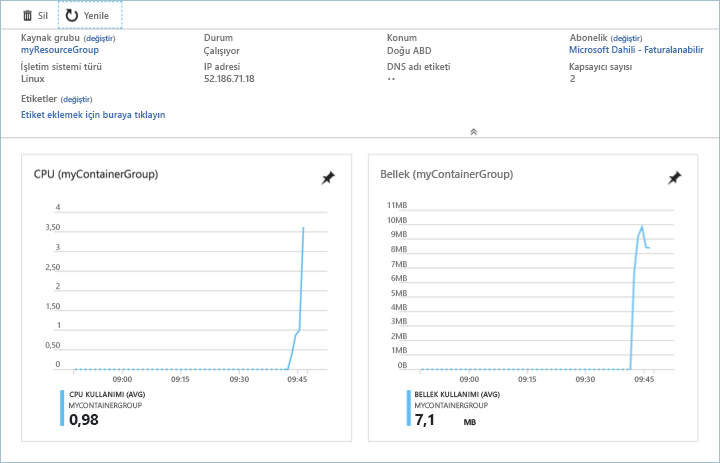 Sil Yenile
Kaynak grubu (değiştir) Durum Konum Abonelik (değiştir)
myResourceGroup Çalışıyor Doğu ABD Microsoft Dahili - Faturalanabilir
İşletim sistemi türü IP adresi DNS adı etiketi Kapsayıcı sayısı
Linux 52.186.71.18 -- 2
Etiketler (değiştir)
Etiket eklemek için buraya tıklayın
CPU (myContainerGroup)
4
3,50
3
2,50
2
1,50
1
0,50
0
09:00 09:15 09:30 09:45
CPU KULLANIMI (AVG)
MYCONTAINERGROUP
0,98
Bellek (myContainerGroup)
11MB
10MB
9MB
8MB
7MB
6MB
5MB
4MB
3MB
2MB
1MB
0B
09:00 09:15 09:30 09:45
BELLEK KULLANIMI (AVG)
MYCONTAINERGROUP
7,1 MB